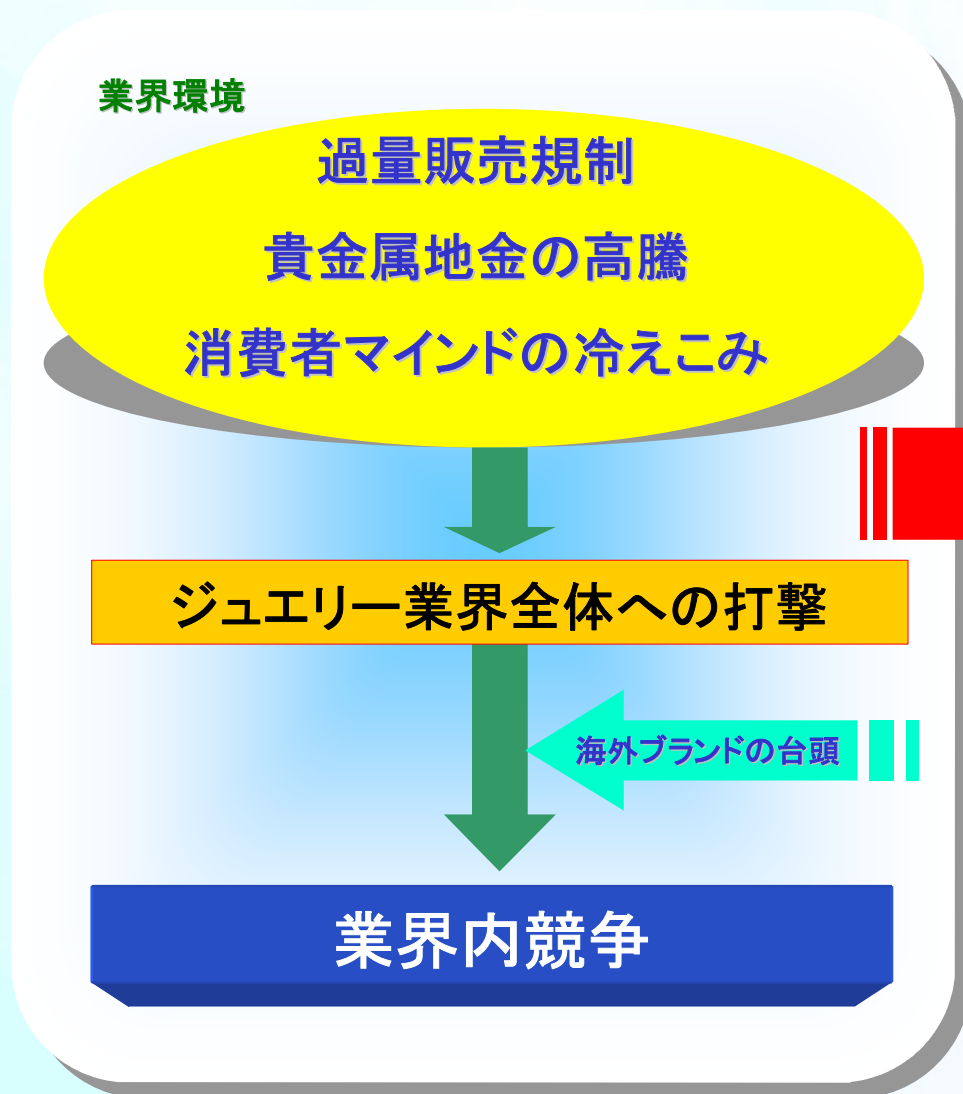 業界環境
過量販売規制
貴金属地金の高騰
消費者マインドの冷えこみ
ジュエリー業界全体への打撃
海外ブランドの台頭
業界内競争